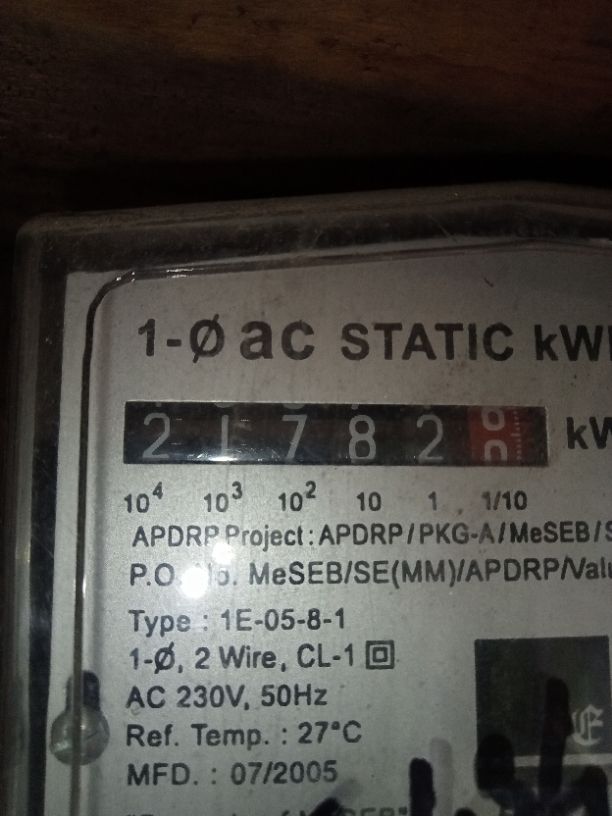 1-Ø ac STATIC kW
2 1 7 8 2
kW
10⁴ 10³ 10² 10 1 1/10
APDRP Project : APDRP / PKG-A / MeSEB /
P.O. No. MeSEB/SE(MM)/APDRP/Valu
Type : 1E-05-8-1
1-Ø, 2 Wire, CL-1
AC 230V, 50Hz
Ref. Temp. : 27°C
MFD. : 07/2005